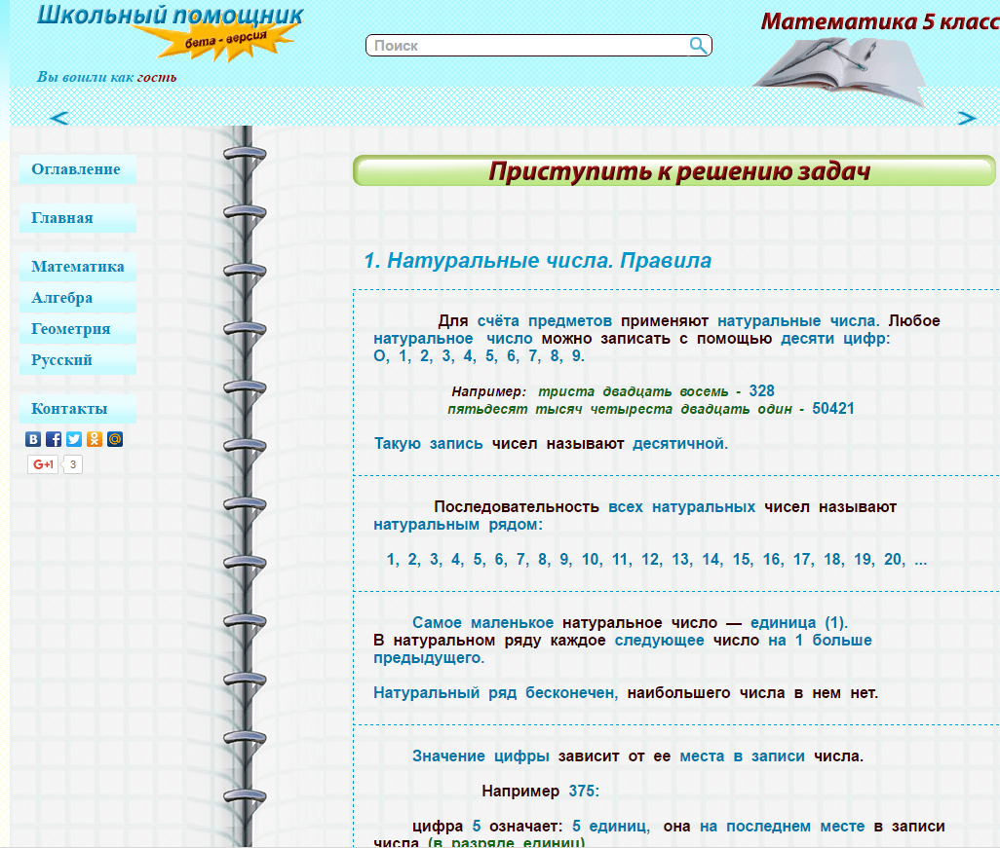 Школьный помощник
бета - версия
Математика 5 класс
Поиск
Вы вошли как гость
<
>
Оглавление
Главная
Математика
Алгебра
Геометрия
Русский
Контакты
G+1 3
Приступить к решению задач
1. Натуральные числа. Правила
Для счёта предметов применяют натуральные числа. Любое
натуральное число можно записать с помощью десяти цифр:
О, 1, 2, 3, 4, 5, 6, 7, 8, 9.
Например: триста двадцать восемь - 328
пятьдесят тысяч четыреста двадцать один - 50421
Такую запись чисел называют десятичной.
Последовательность всех натуральных чисел называют
натуральным рядом:
1, 2, 3, 4, 5, 6, 7, 8, 9, 10, 11, 12, 13, 14, 15, 16, 17, 18, 19, 20, ...
Самое маленькое натуральное число — единица (1).
В натуральном ряду каждое следующее число на 1 больше
предыдущего.
Натуральный ряд бесконечен, наибольшего числа в нем нет.
Значение цифры зависит от ее места в записи числа.
Например 375:
цифра 5 означает: 5 единиц, она на последнем месте в записи
числа (в разряде единиц)